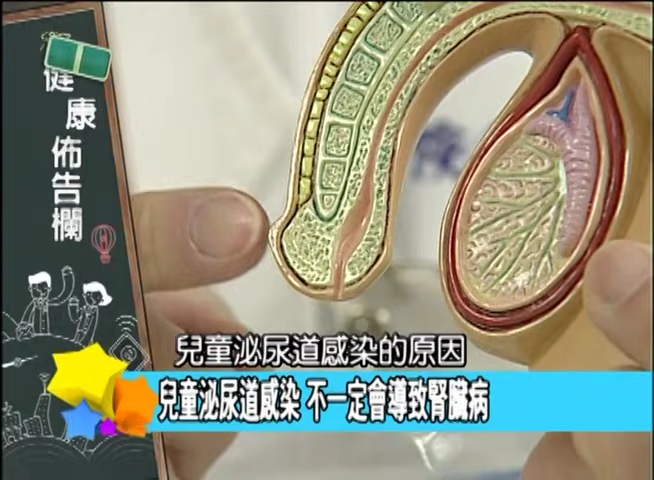 健康佈告欄
兒童泌尿道感染的原因
兒童泌尿道感染 不一定會導致腎臟病